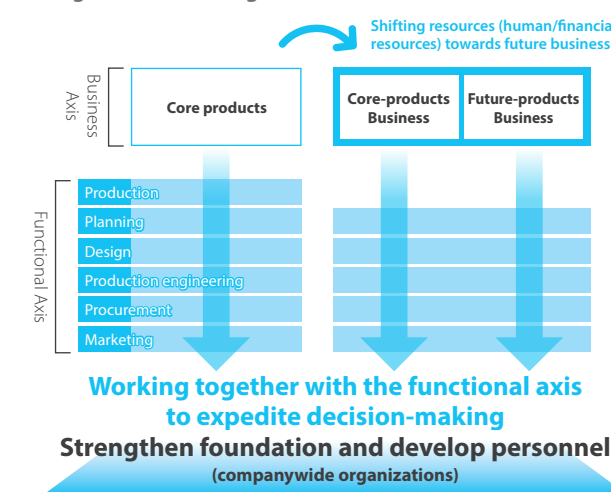 Shifting resources (human/financial
resources) towards future business
Business
Axis
Core products
Core-products
Business
Future-products
Business
Functional Axis
Production
Planning
Design
Production engineering
Procurement
Marketing
Working together with the functional axis
to expedite decision-making
Strengthen foundation and develop personnel
(companywide organizations)